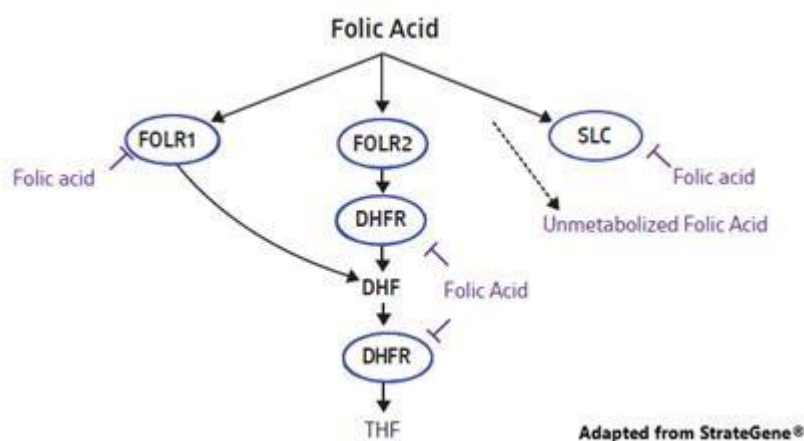 Folic Acid
FOLR1
FOLR2
SLC
Folic acid
Folic acid
DHFR
Unmetabolized Folic Acid
DHF
Folic Acid
DHFR
THF
Adapted from StrateGene®